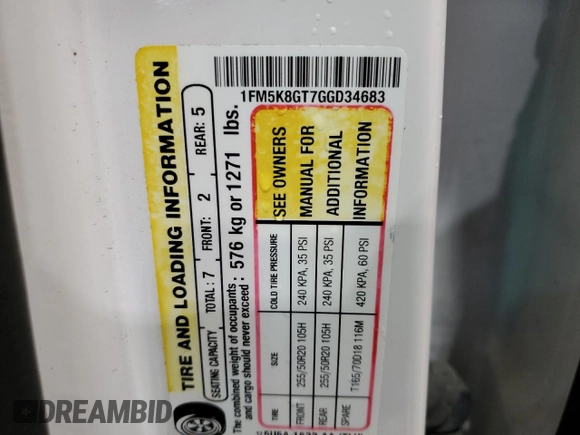 1FM5K8GT7GGD34683
TIRE AND LOADING INFORMATION
SEATING CAPACITY TOTAL: 7 FRONT: 2 REAR: 5
The combined weight of occupants and cargo should never exceed: 576 kg or 1271 lbs.
TIRE SIZE COLD TIRE PRESSURE SEE OWNERS
FRONT 255/50R20 105H 240 KPA, 35 PSI MANUAL FOR
REAR 255/50R20 105H 240 KPA, 35 PSI ADDITIONAL
SPARE T165/70D18 116M 420 KPA, 60 PSI INFORMATION
DREAMBID